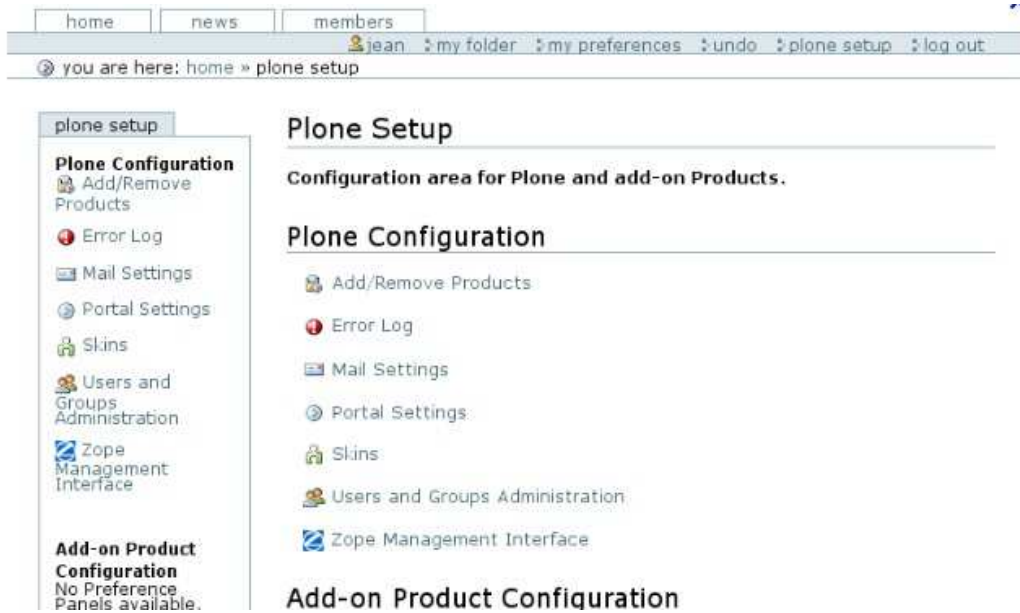 home news members
jean my folder my preferences undo plone setup log out
you are here: home » plone setup
plone setup
Plone Configuration
Add/Remove
Products
Error Log
Mail Settings
Portal Settings
Skins
Users and
Groups
Administration
Zope
Management
Interface
Add-on Product
Configuration
No Preference
Panels available.
Plone Setup
Configuration area for Plone and add-on Products.
Plone Configuration
Add/Remove Products
Error Log
Mail Settings
Portal Settings
Skins
Users and Groups Administration
Zope Management Interface
Add-on Product Configuration